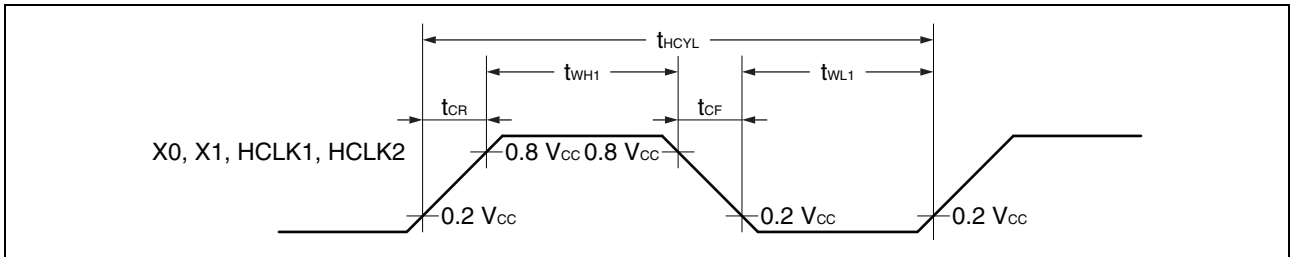 tHCYL
tWH1 tWL1
tCR tCF
X0, X1, HCLK1, HCLK2 0.8 VCC 0.8 VCC
0.2 VCC 0.2 VCC 0.2 VCC